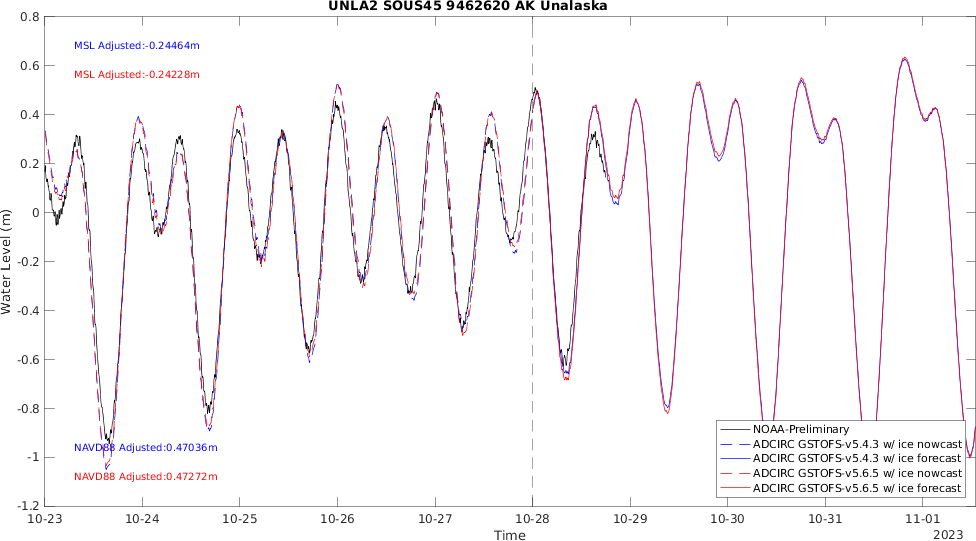 UNLA2 SOUS45 9462620 AK Unalaska
MSL Adjusted:-0.24464m
MSL Adjusted:-0.24228m
NAVD88 Adjusted:0.47036m
NAVD88 Adjusted:0.47272m
Water Level (m)
0.8
0.6
0.4
0.2
0
-0.2
-0.4
-0.6
-0.8
-1
-1.2
NOAA-Preliminary
ADCIRC GSTOFS-v5.4.3 w/ ice nowcast
ADCIRC GSTOFS-v5.4.3 w/ ice forecast
ADCIRC GSTOFS-v5.6.5 w/ ice nowcast
ADCIRC GSTOFS-v5.6.5 w/ ice forecast
10-23 10-24 10-25 10-26 10-27 10-28 10-29 10-30 10-31 11-01
Time
2023